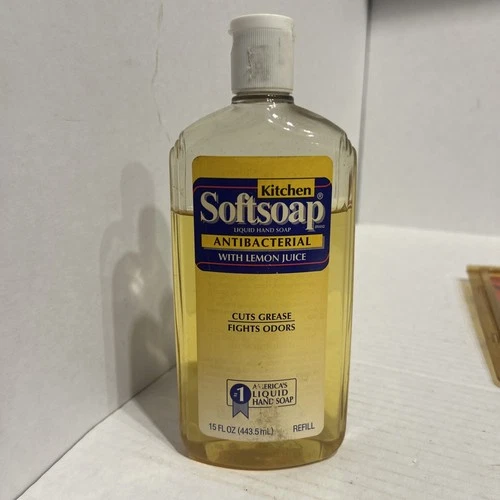 Kitchen
Softsoap®
BRAND
LIQUID HAND SOAP
ANTIBACTERIAL
WITH LEMON JUICE
CUTS GREASE
FIGHTS ODORS
#1 AMERICA'S
LIQUID
HAND SOAP
15 FL OZ (443.5 mL) REFILL